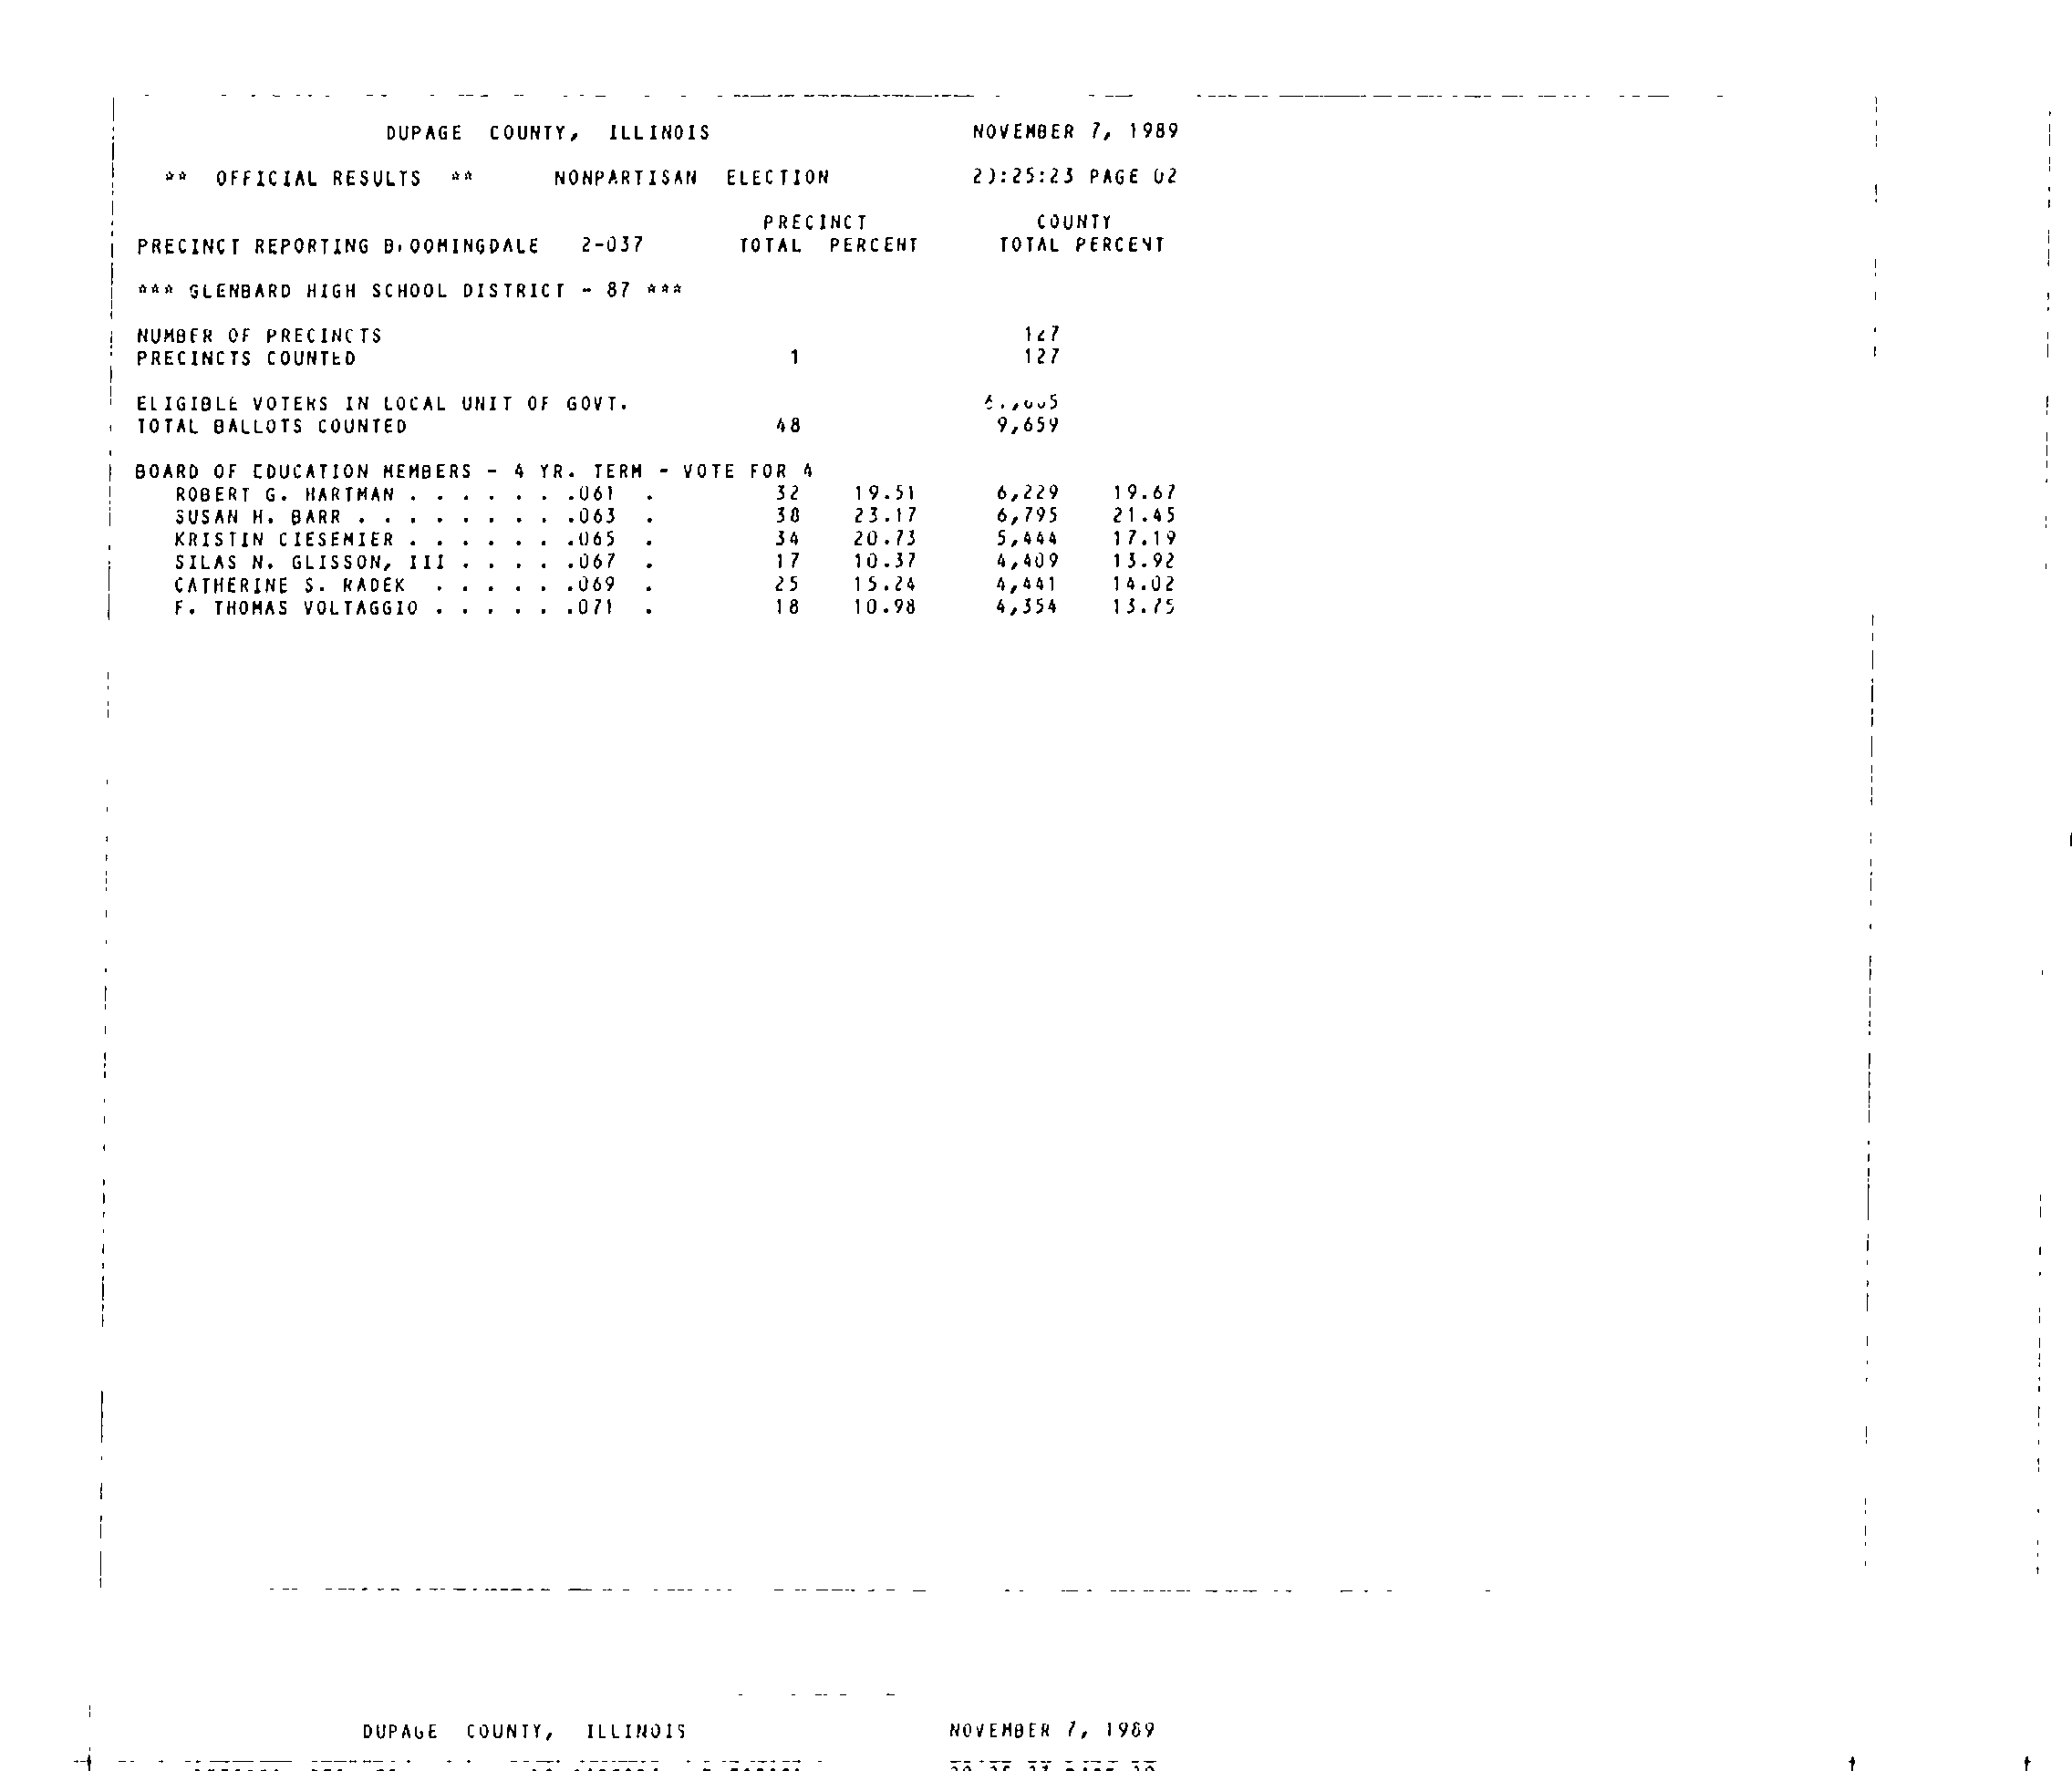 DUPAGE COUNTY, ILLINOIS NOVEMBER 7, 1989
** OFFICIAL RESULTS ** NONPARTISAN ELECTION 20:25:23 PAGE 02
PRECINCT COUNTY
PRECINCT REPORTING BLOOMINGDALE 2-037 TOTAL PERCENT TOTAL PERCENT
*** GLENBARD HIGH SCHOOL DISTRICT - 87 ***
NUMBER OF PRECINCTS 127
PRECINCTS COUNTED 1 127
ELIGIBLE VOTERS IN LOCAL UNIT OF GOVT.
TOTAL BALLOTS COUNTED 48 9,659
BOARD OF EDUCATION MEMBERS - 4 YR. TERM - VOTE FOR 4
ROBERT G. HARTMAN . . . . . . .061 . 32 19.51 6,229 19.67
SUSAN H. BARR . . . . . . . . .063 . 38 23.17 6,795 21.45
KRISTIN CIESEMIER . . . . . . .065 . 34 20.73 5,444 17.19
SILAS N. GLISSON, III . . . . .067 . 17 10.37 4,409 13.92
CATHERINE S. RADEK . . . . . .069 . 25 15.24 4,441 14.02
F. THOMAS VOLTAGGIO . . . . . .071 . 18 10.98 4,354 13.75
DUPAGE COUNTY, ILLINOIS NOVEMBER 7, 1989